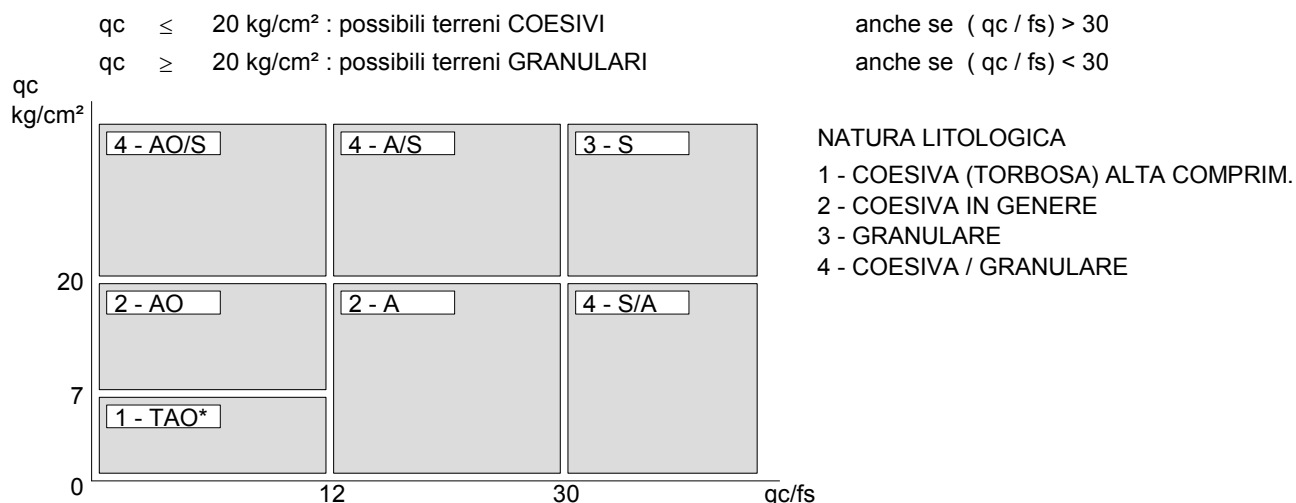 qc ≤ 20 kg/cm² : possibili terreni COESIVI anche se ( qc / fs) > 30
qc ≥ 20 kg/cm² : possibili terreni GRANULARI anche se ( qc / fs) < 30
qc
kg/cm²
4 - AO/S 4 - A/S 3 - S
NATURA LITOLOGICA
1 - COESIVA (TORBOSA) ALTA COMPRIM.
2 - COESIVA IN GENERE
3 - GRANULARE
4 - COESIVA / GRANULARE
20
2 - AO 2 - A 4 - S/A
7
1 - TAO*
0
12 30 qc/fs